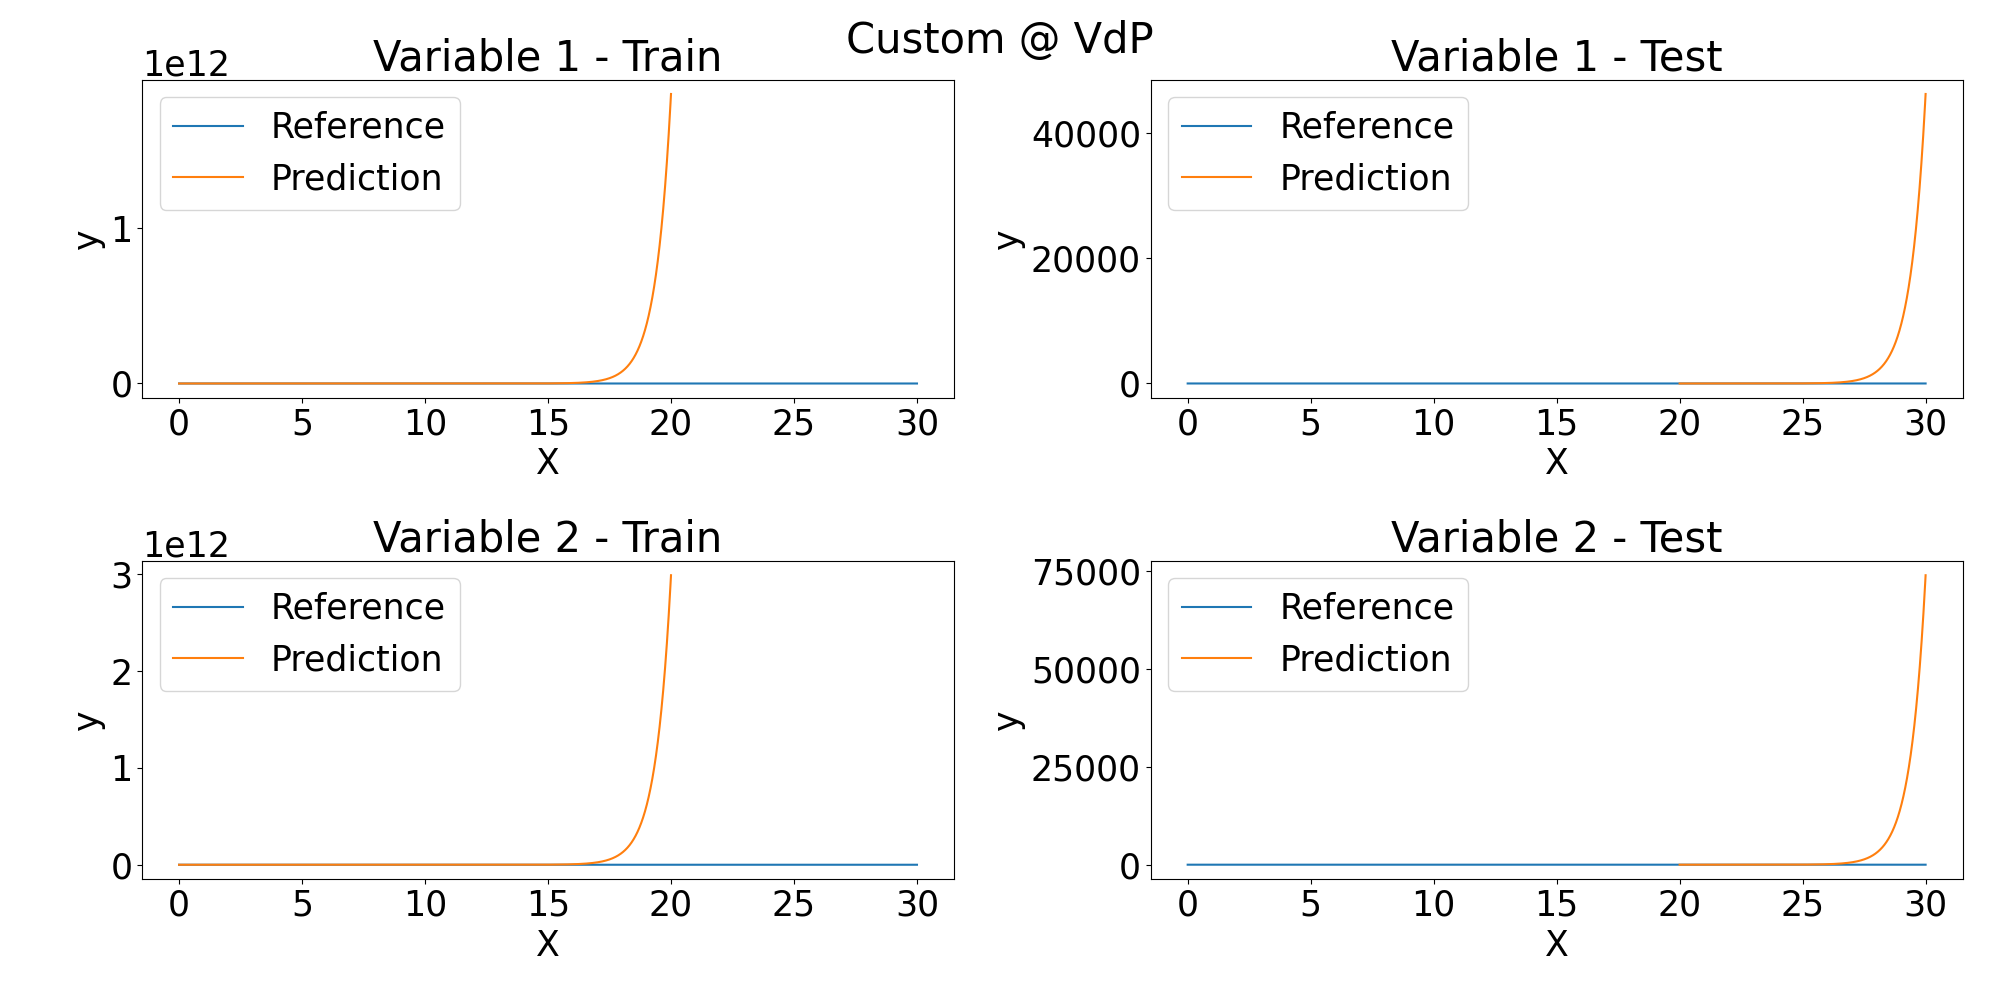 Custom @ VdP
Variable 1 - Train
1e12
Reference
Prediction
y
1
0
0 5 10 15 20 25 30
X
Variable 1 - Test
Reference
Prediction
y
40000
20000
0
0 5 10 15 20 25 30
X
Variable 2 - Train
1e12
Reference
Prediction
y
3
2
1
0
0 5 10 15 20 25 30
X
Variable 2 - Test
Reference
Prediction
y
75000
50000
25000
0
0 5 10 15 20 25 30
X